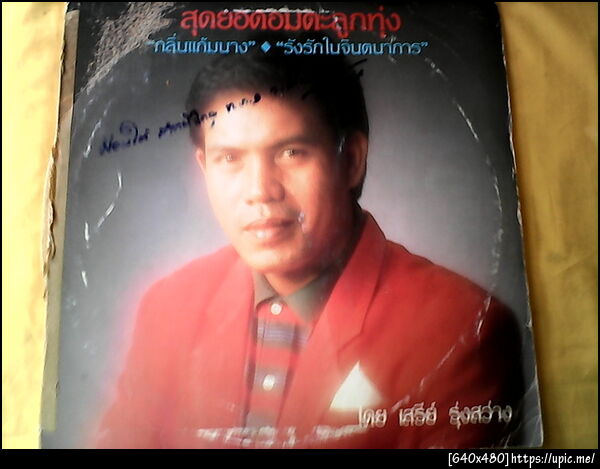 สุดยอดอมตะลูกทุ่ง
"กลิ่นแก้มนาง" ♦ "รังรักในจินตนาการ"
โดย เสรีย์ รุ่งสว่าง
[640x480]https://upic.me/